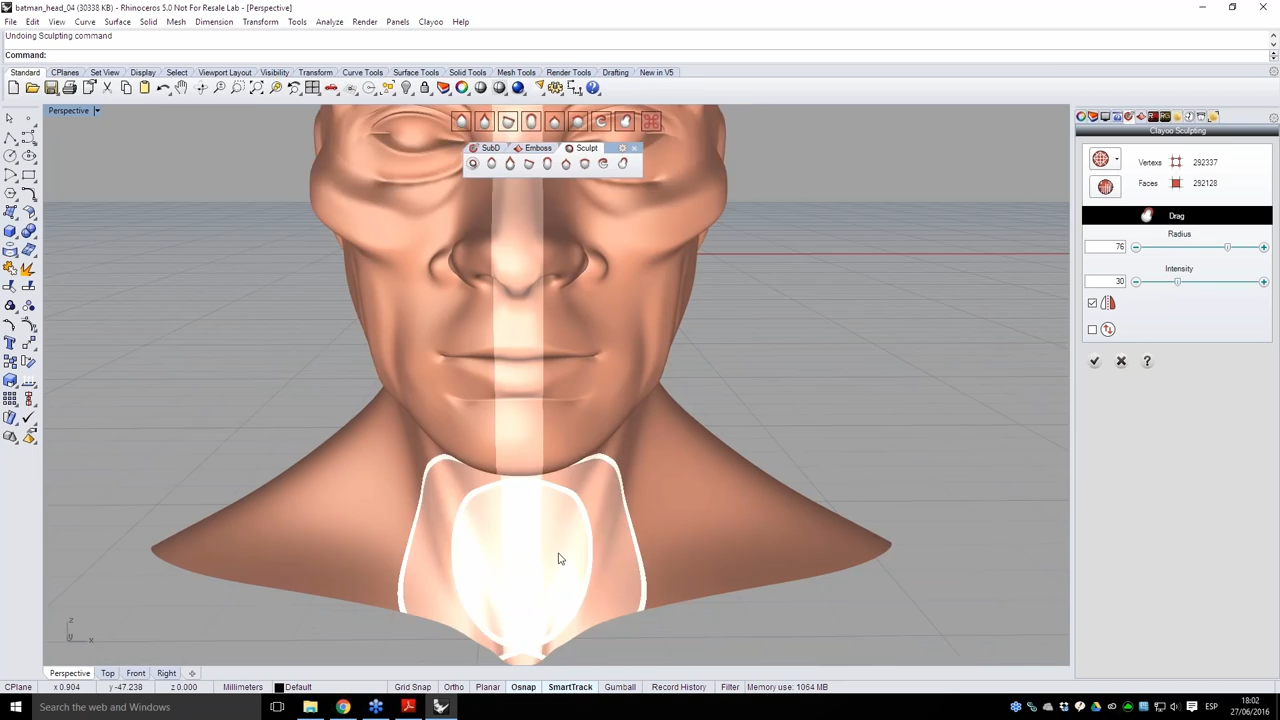 batman_head_04 (30338 KB) - Rhinoceros 5.0 Not For Resale Lab - [Perspective]
File Edit View Curve Surface Solid Mesh Dimension Transform Tools Analyze Render Panels Clayoo Help
Undoing Sculpting command
Command:
Standard CPlanes Set View Display Select Viewport Layout Visibility Transform Curve Tools Surface Tools Solid Tools Mesh Tools Render Tools Drafting New in V5
Perspective
SubD Emboss Sculpt
Clayoo Sculpting
Vertexs 292337
Faces 292128
Drag
Radius
76
Intensity
30
z
y x
Perspective Top Front Right
CPlane x 0.904 y -47.238 z 0.000 Millimeters Default Grid Snap Ortho Planar Osnap SmartTrack Gumball Record History Filter Memory use: 1064 MB
Search the web and Windows
ESP
18:02
27/06/2016